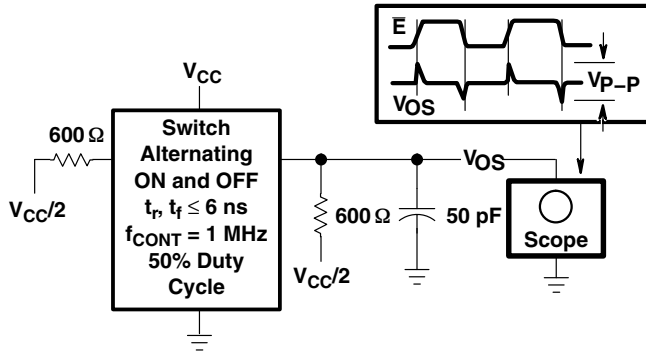 E̅
V_P−P
V_OS
V_CC
600 Ω
V_CC/2
Switch
Alternating
ON and OFF
t_r, t_f ≤ 6 ns
f_CONT = 1 MHz
50% Duty
Cycle
V_OS
600 Ω
50 pF
V_CC/2
Scope